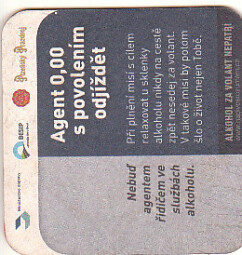 Agent 0,00
s povolením
odjíždět
Při plnění misí s cílem
relaxovat u sklenky
alkoholu nikdy na cestě
zpět nesedej za volant.
V takové misi by potom
šlo o život nejen Tobě.
ALKOHOL ZA VOLANT NEPATŘÍ
Nebuď
agentem
řidičem ve
službách
alkoholu.
BESIP
Pilsner Urquell